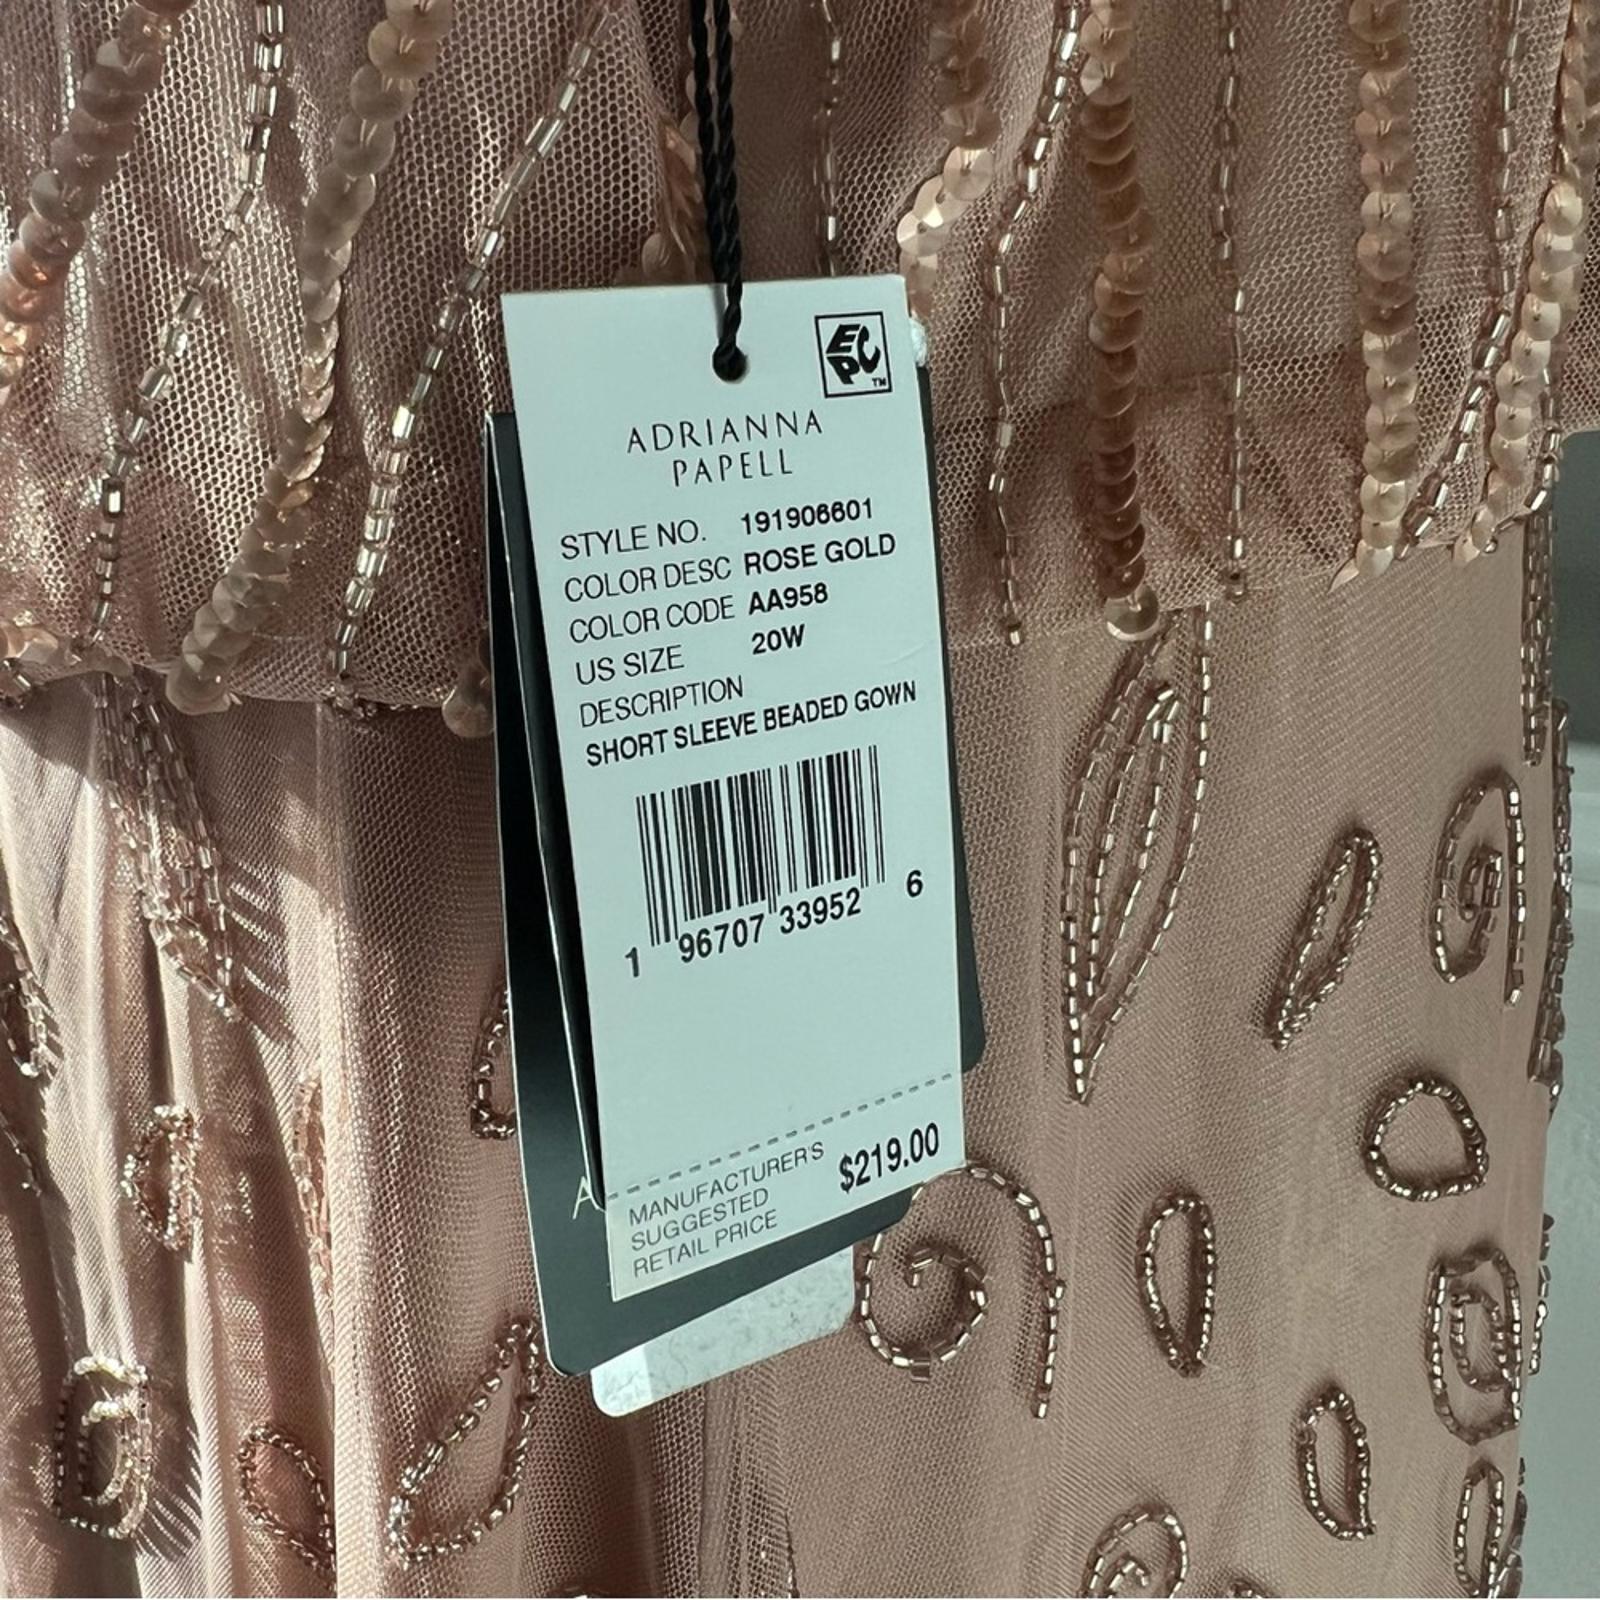 EPC
TM
ADRIANNA
PAPELL
STYLE NO. 191906601
COLOR DESC ROSE GOLD
COLOR CODE AA958
US SIZE 20W
DESCRIPTION
SHORT SLEEVE BEADED GOWN
1 96707 33952 6
MANUFACTURER'S
SUGGESTED
RETAIL PRICE
$219.00
A